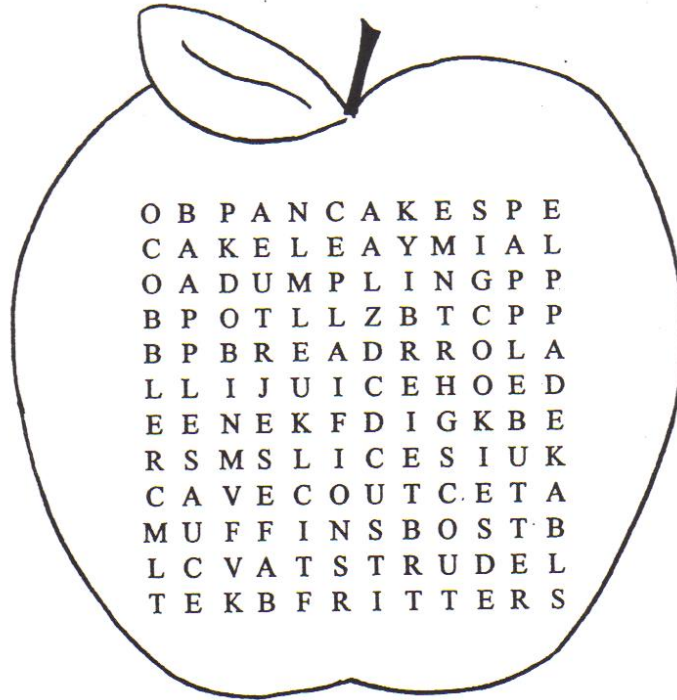 O B P A N C A K E S P E
C A K E L E A Y M I A L
O A D U M P L I N G P P
B P O T L L Z B T C P P
B P B R E A D R R O L A
L L I J U I C E H O E D
E E N E K F D I G K B E
R S M S L I C E S I U K
C A V E C O U T C E T A
M U F F I N S B O S T B
L C V A T S T R U D E L
T E K B F R I T T E R S